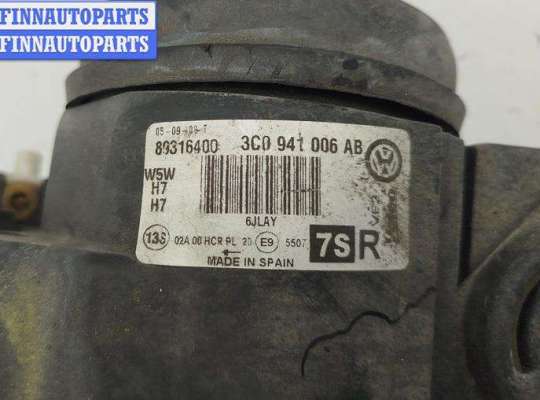 FINNAUTOPARTS
FINNAUTOPARTS
05-09-09-T
89316400 3C0 941 006 AB
W5W
H7
H7
6JLAY
13S 02A 00 HCR PL 20 E9 5507 7S R
MADE IN SPAIN